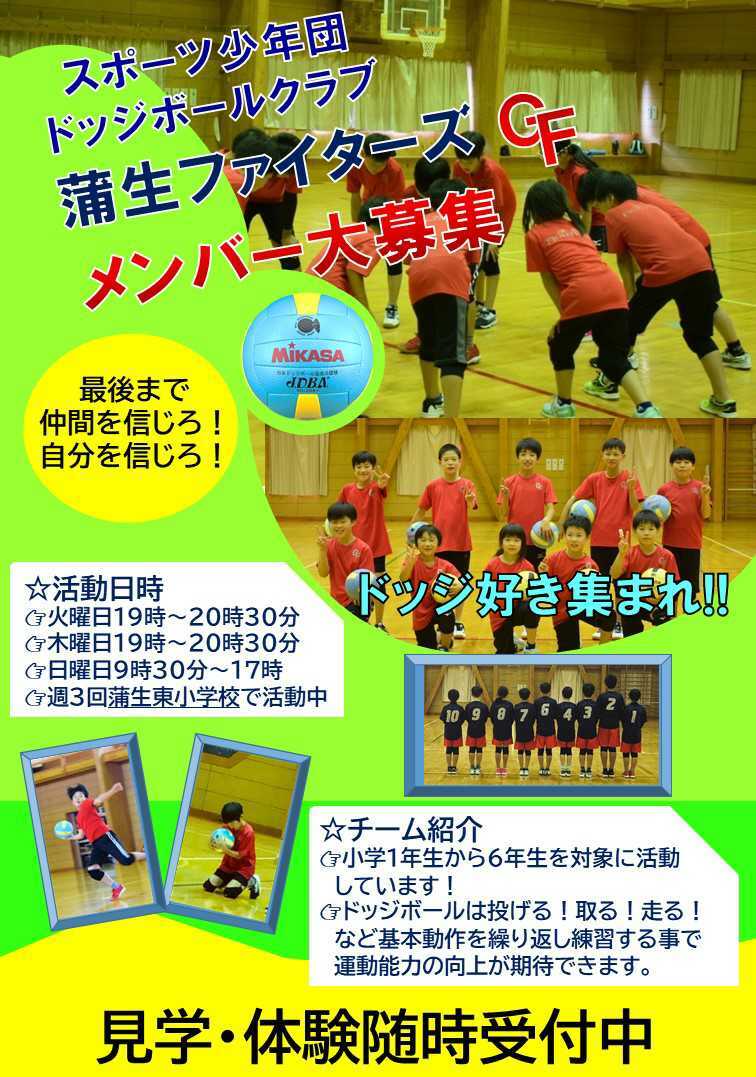 スポーツ少年団
ドッジボールクラブ
蒲生ファイターズ GF
メンバー大募集
MIKASA
JDBA
最後まで
仲間を信じろ！
自分を信じろ！
ドッジ好き集まれ!!
☆活動日時
☞火曜日19時～20時30分
☞木曜日19時～20時30分
☞日曜日9時30分～17時
☞週3回蒲生東小学校で活動中
10 9 8 7 6 4 3 2 1
☆チーム紹介
☞小学1年生から6年生を対象に活動
しています！
☞ドッジボールは投げる！取る！走る！
など基本動作を繰り返し練習する事で
運動能力の向上が期待できます。
見学・体験随時受付中